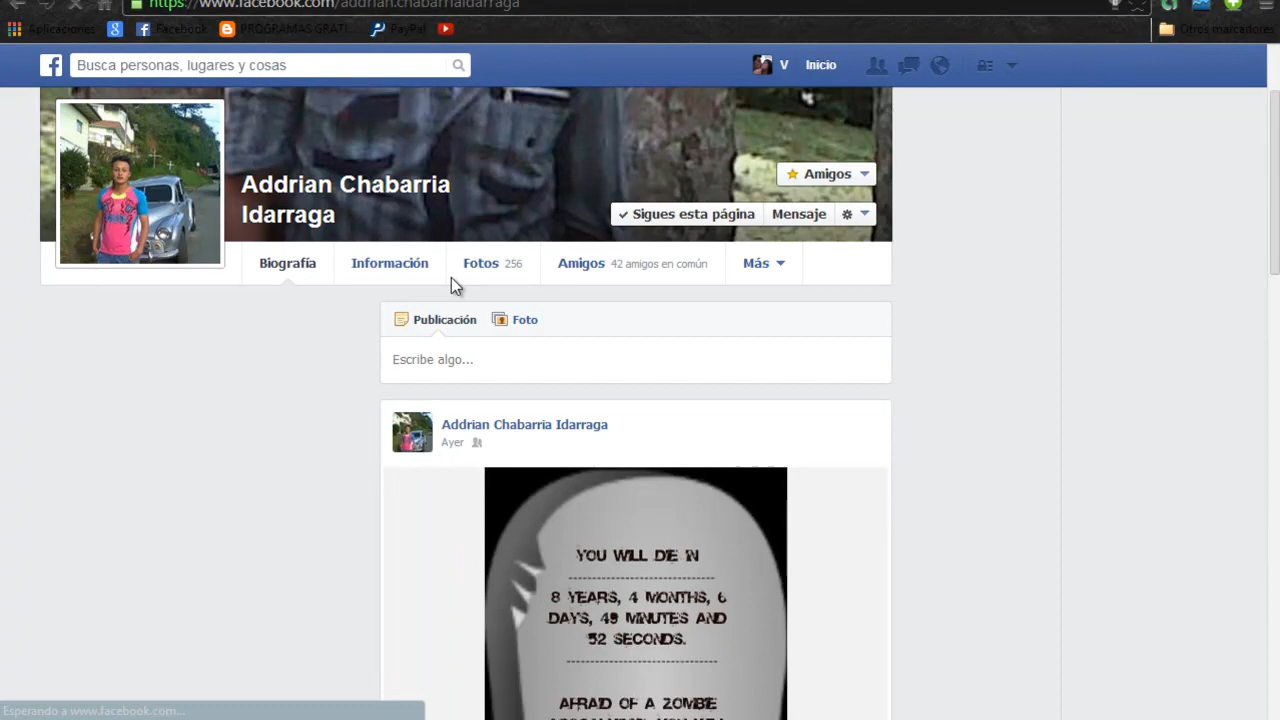 https://www.facebook.com/addrian.chabarriaidarraga
Aplicaciones
Facebook
PROGRAMAS GRATI...
PayPal
Otros marcadores
Busca personas, lugares y cosas
V
Inicio
Addrian Chabarria
Idarraga
Amigos
✓ Sigues esta página
Mensaje
Biografía
Información
Fotos 256
Amigos 42 amigos en común
Más
Publicación
Foto
Escribe algo...
Addrian Chabarria Idarraga
Ayer
YOU WILL DIE IN
8 YEARS, 4 MONTHS, 6
DAYS, 49 MINUTES AND
52 SECONDS.
AFRAID OF A ZOMBIE
Esperando a www.facebook.com...